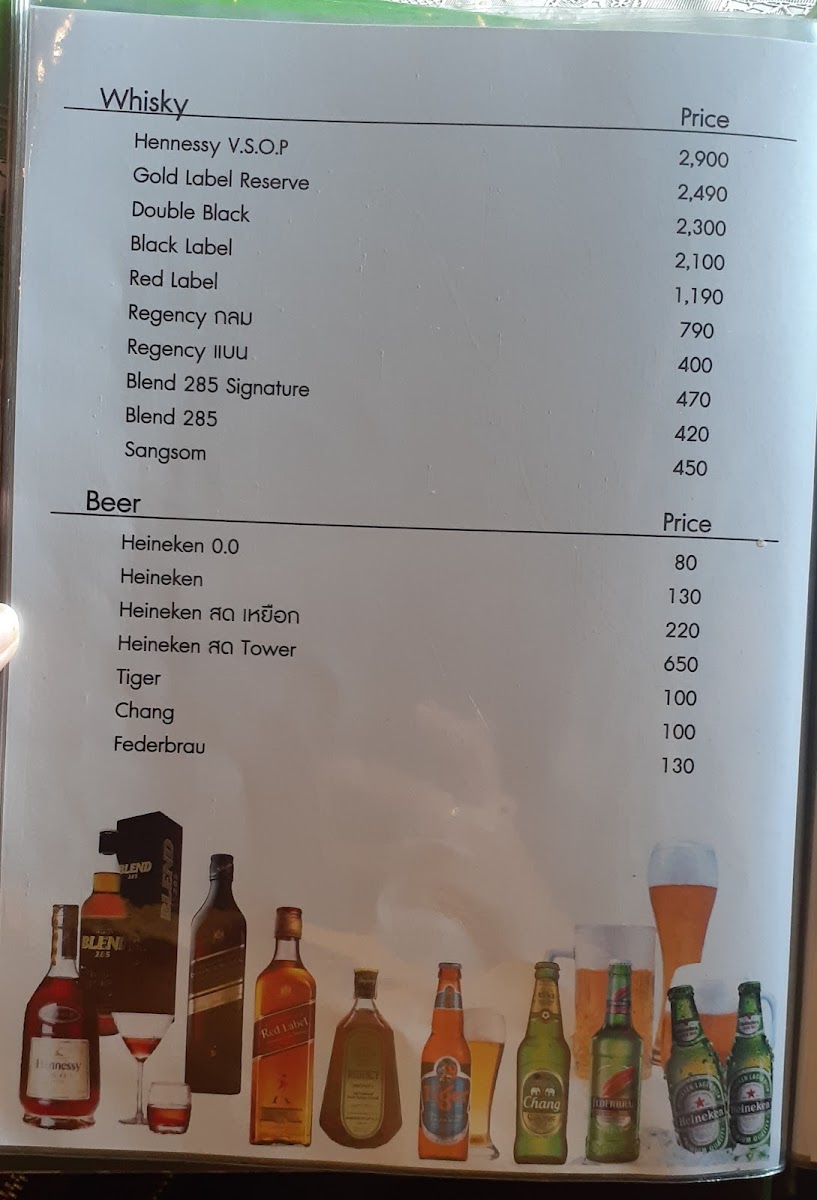 Whisky Price
Hennessy V.S.O.P 2,900
Gold Label Reserve 2,490
Double Black 2,300
Black Label 2,100
Red Label 1,190
Regency กลม 790
Regency แบน 400
Blend 285 Signature 470
Blend 285 420
Sangsom 450
Beer Price
Heineken 0.0 80
Heineken 130
Heineken สด เหยือก 220
Heineken สด Tower 650
Tiger 100
Chang 100
Federbrau 130
BLEND
285
BLEND
BLEN
285
Hennessy
Red Label
Tiger
Chang
Heineken
Heineken